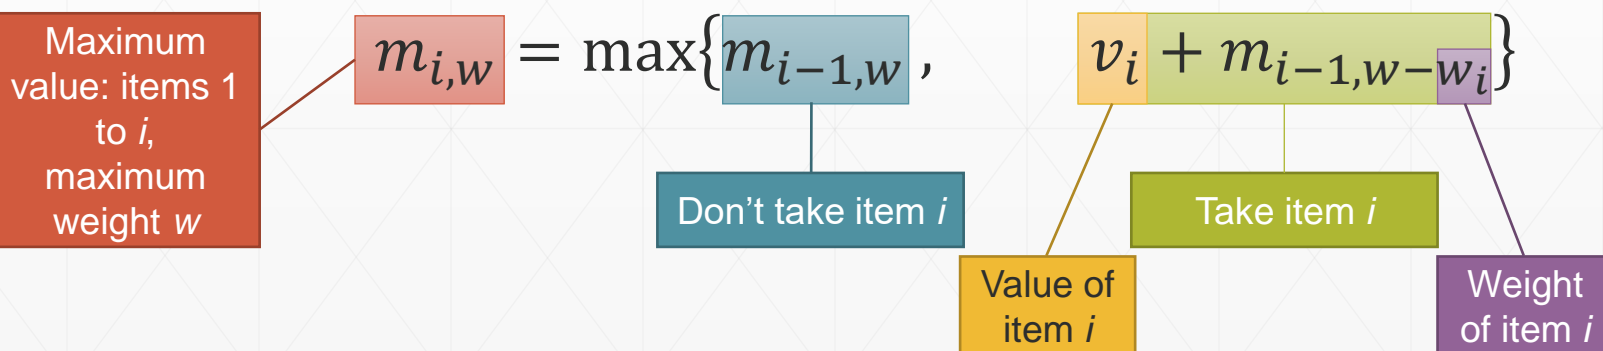 Maximum
value: items 1
to i,
maximum
weight w
m_{i,w} = max{m_{i−1,w} , v_i + m_{i−1,w−w_i}}
Don't take item i
Take item i
Value of
item i
Weight
of item i